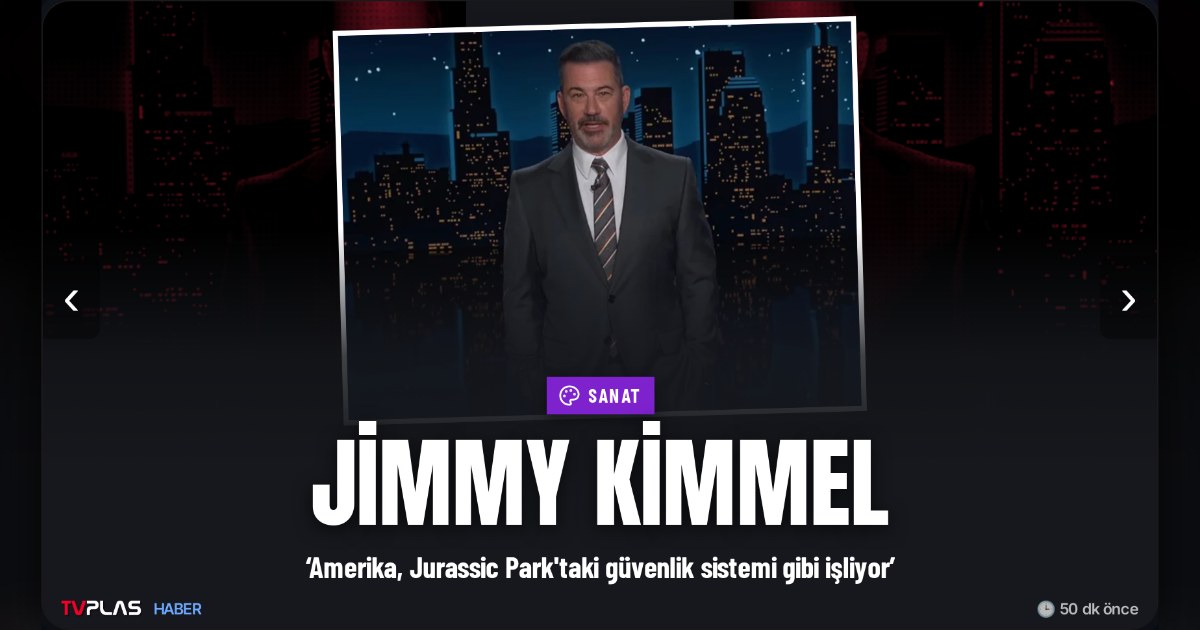 SANAT
JİMMY KİMMEL
‘Amerika, Jurassic Park'taki güvenlik sistemi gibi işliyor’
TVPLAS HABER
50 dk önce